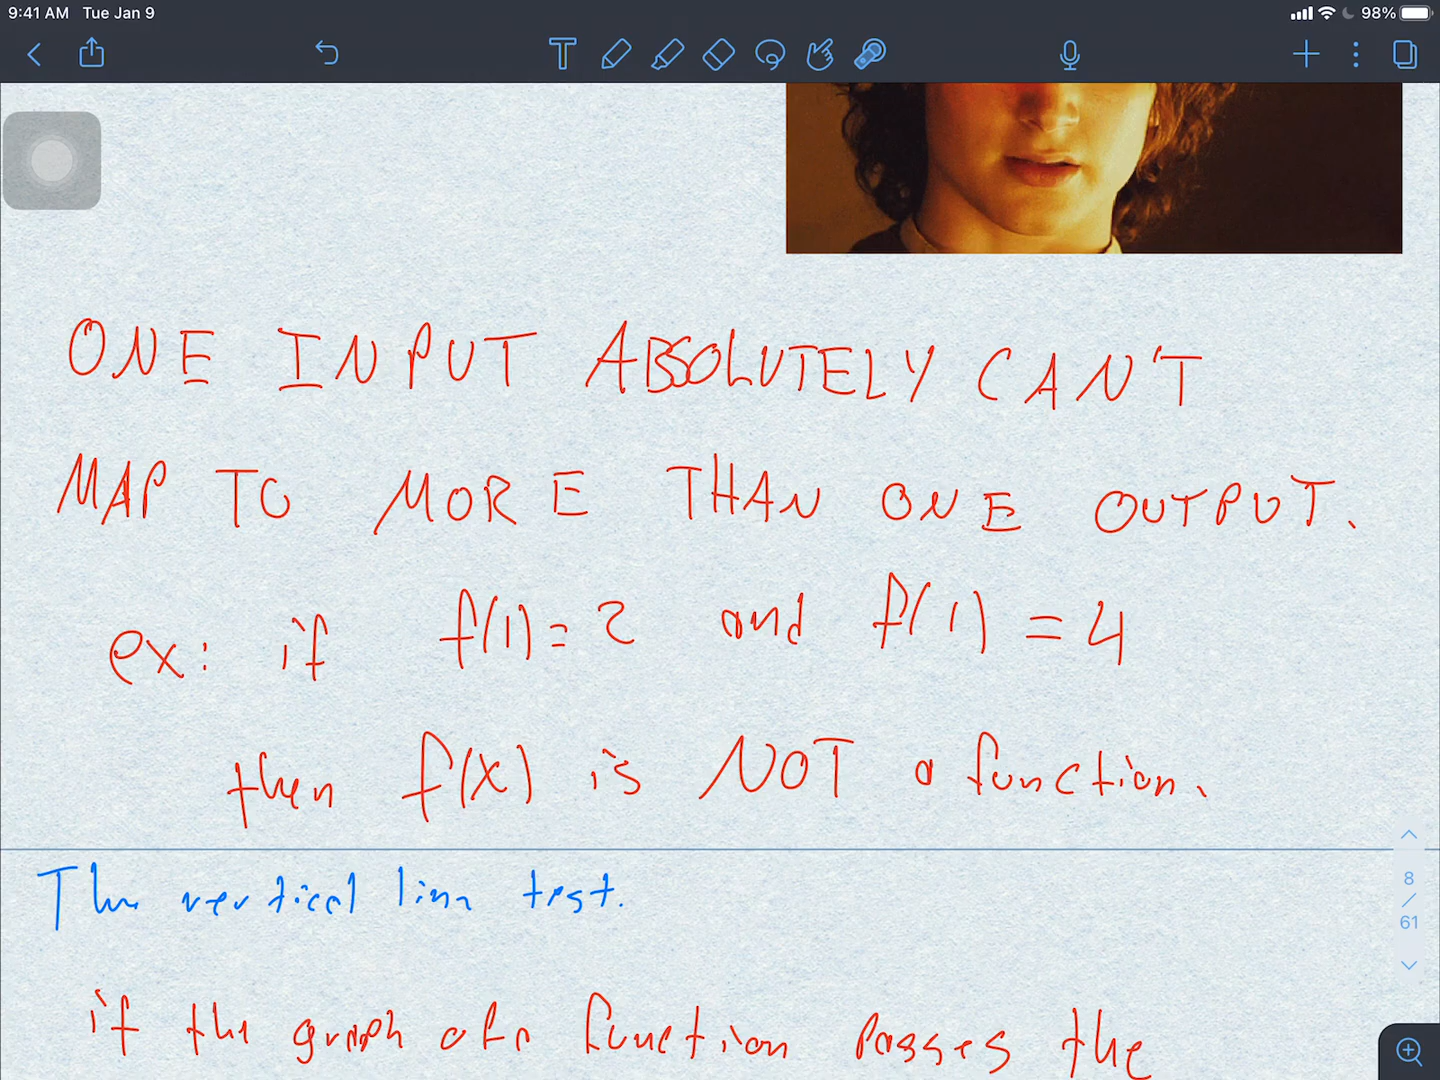 9:41 AM Tue Jan 9
98%
ONE INPUT ABSOLUTELY CAN'T
MAP TO MORE THAN ONE OUTPUT.
ex: if f(1)=2 and f(1)=4
then f(x) is NOT a function.
8
/
61
The vertical line test.
if the graph of a function passes the